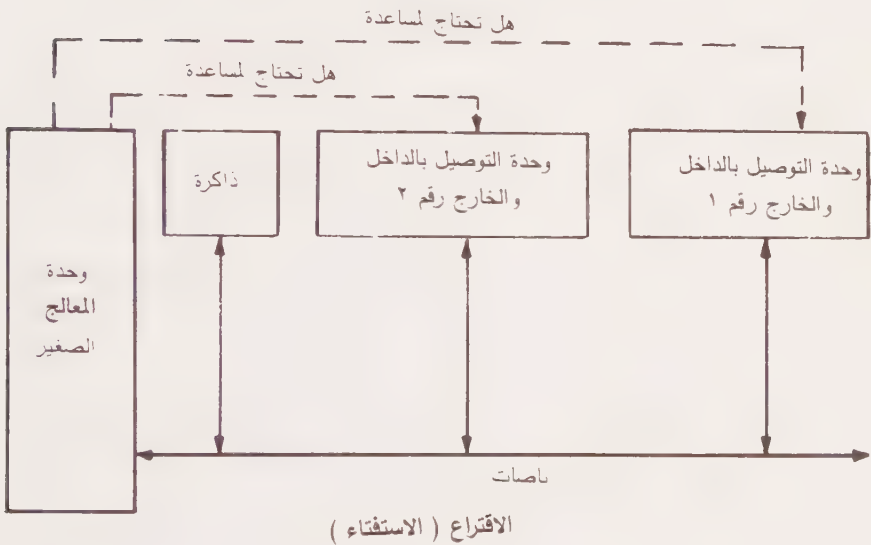 هل تحتاج لمساعدة
هل تحتاج لمساعدة
وحدة التوصيل بالداخل
والخارج رقم ١
وحدة التوصيل بالداخل
والخارج رقم ٢
ذاكرة
وحدة
المعالج
الصغير
باصات
الاقتراع ( الاستفتاء )